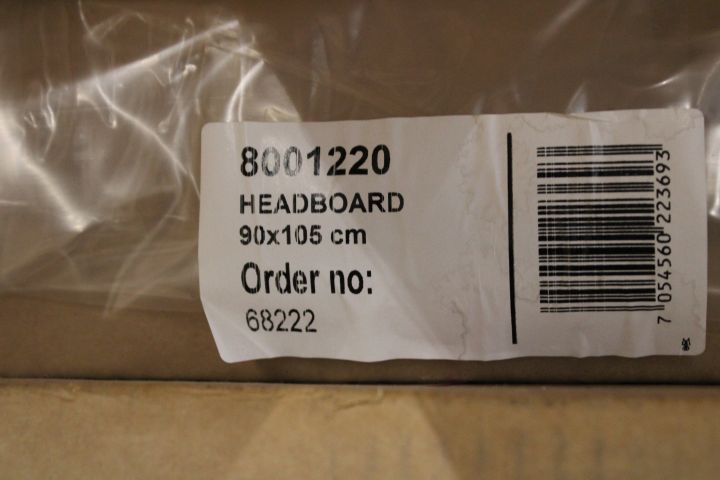 8001220
HEADBOARD
90x105 cm
Order no:
68222
7 054560 223693